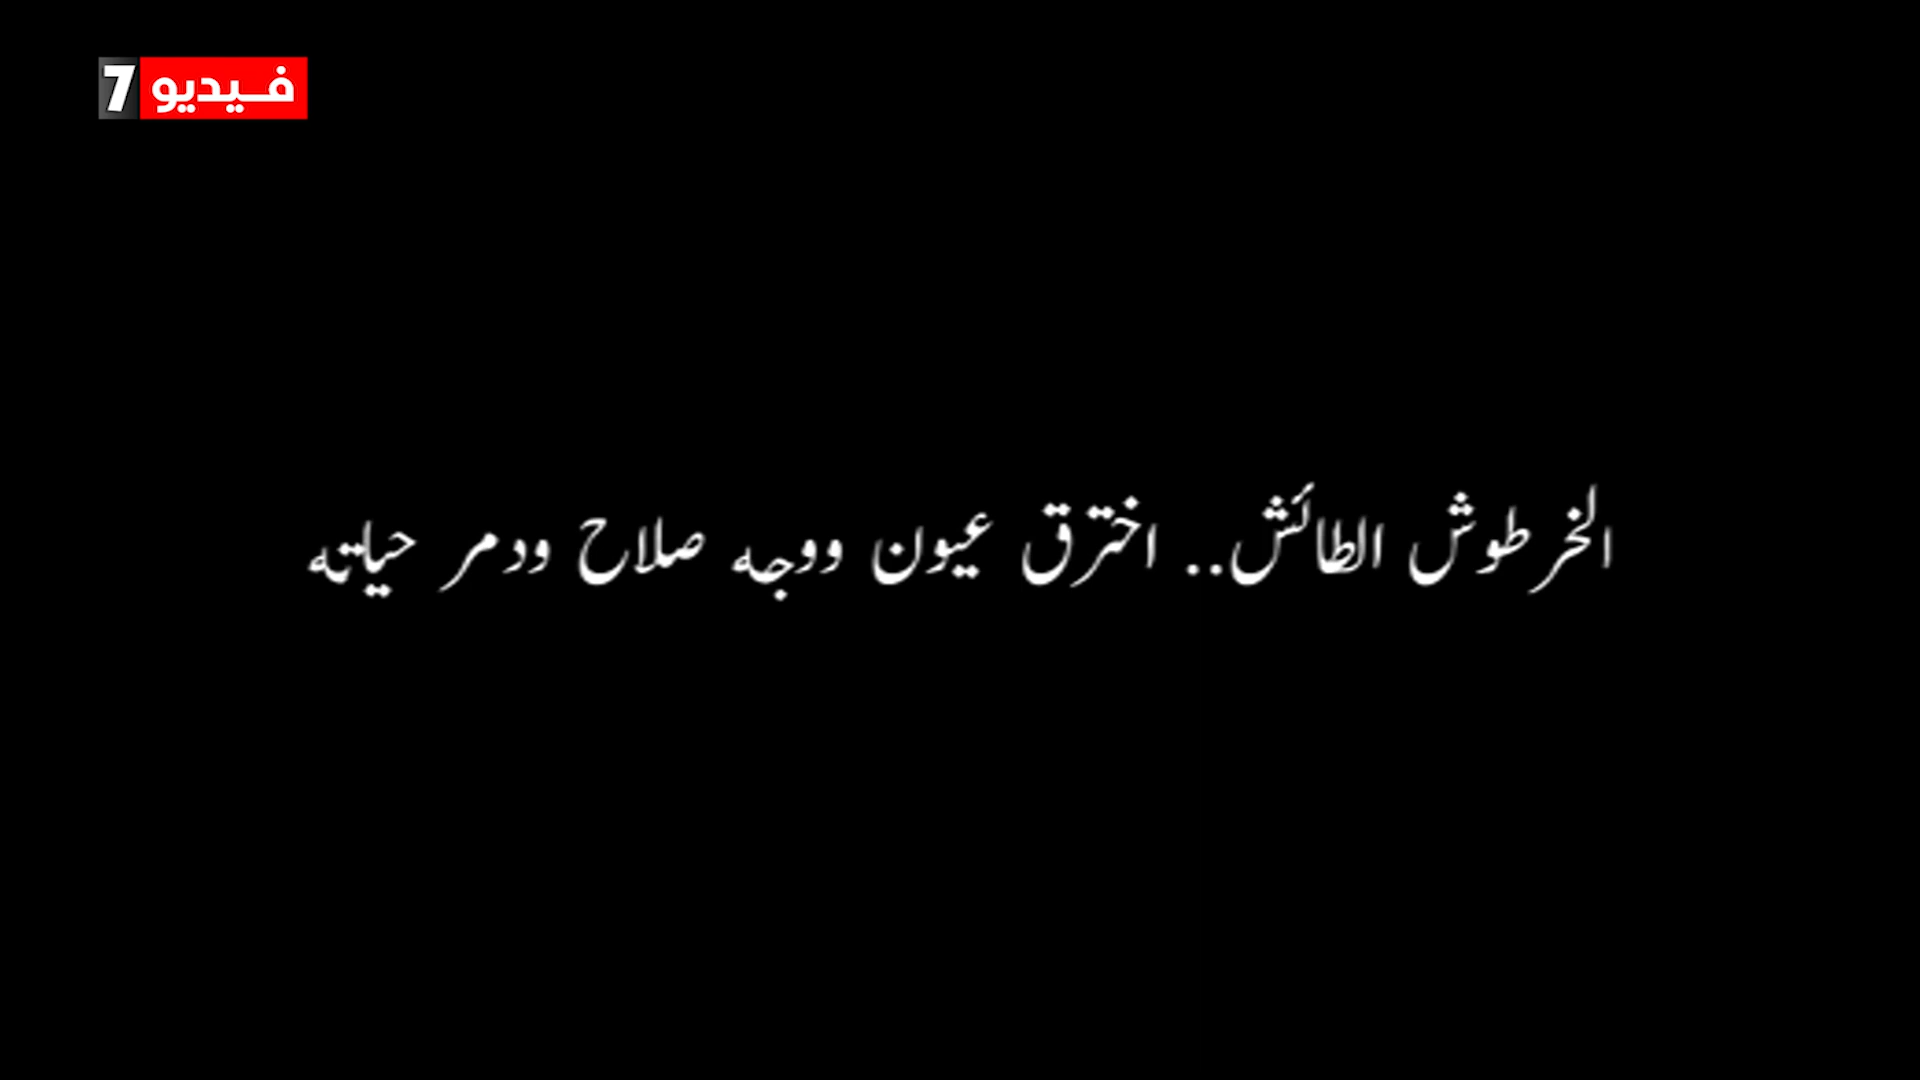 فيديو 7
الخرطوش الطائش.. اخترق عيون ووجه صلاح ودمر حياته